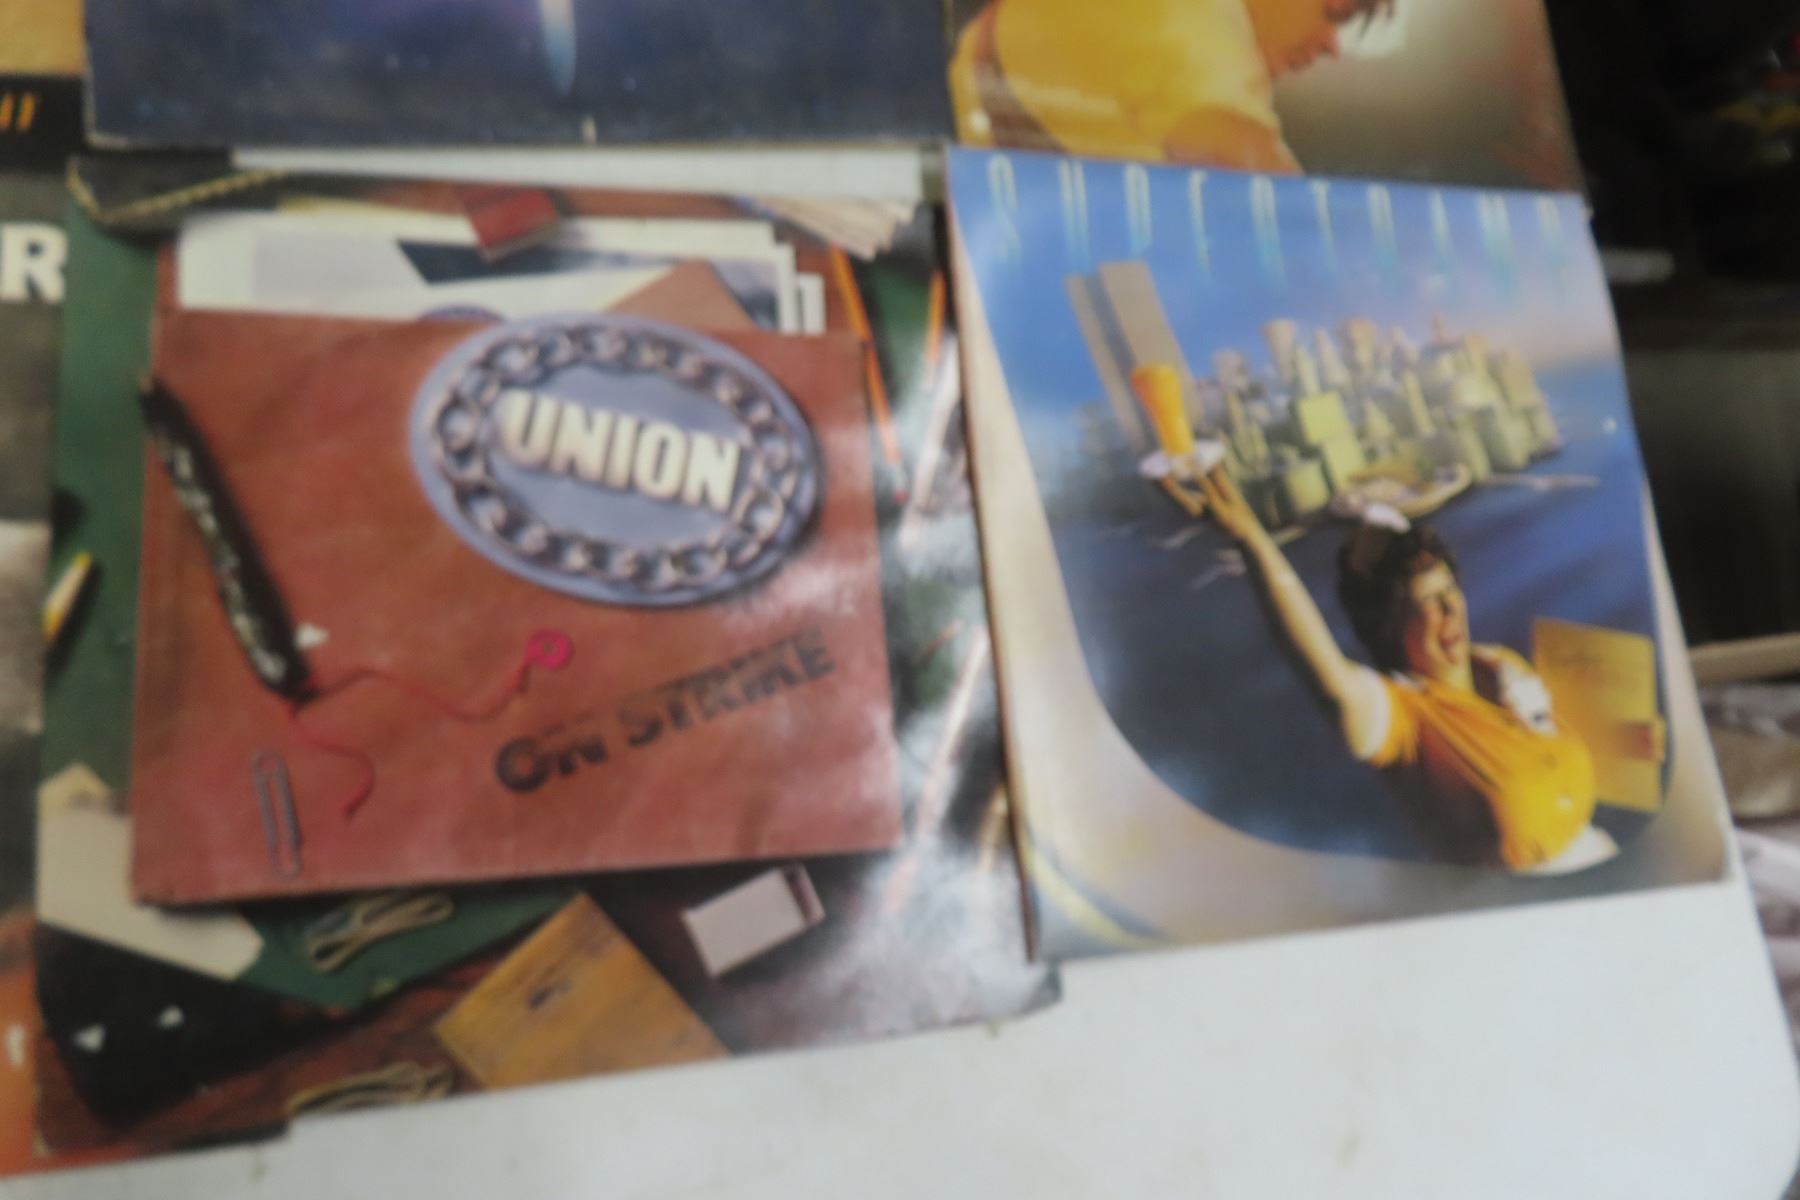 R
SUPERTRAMP
UNION
ON STRIKE